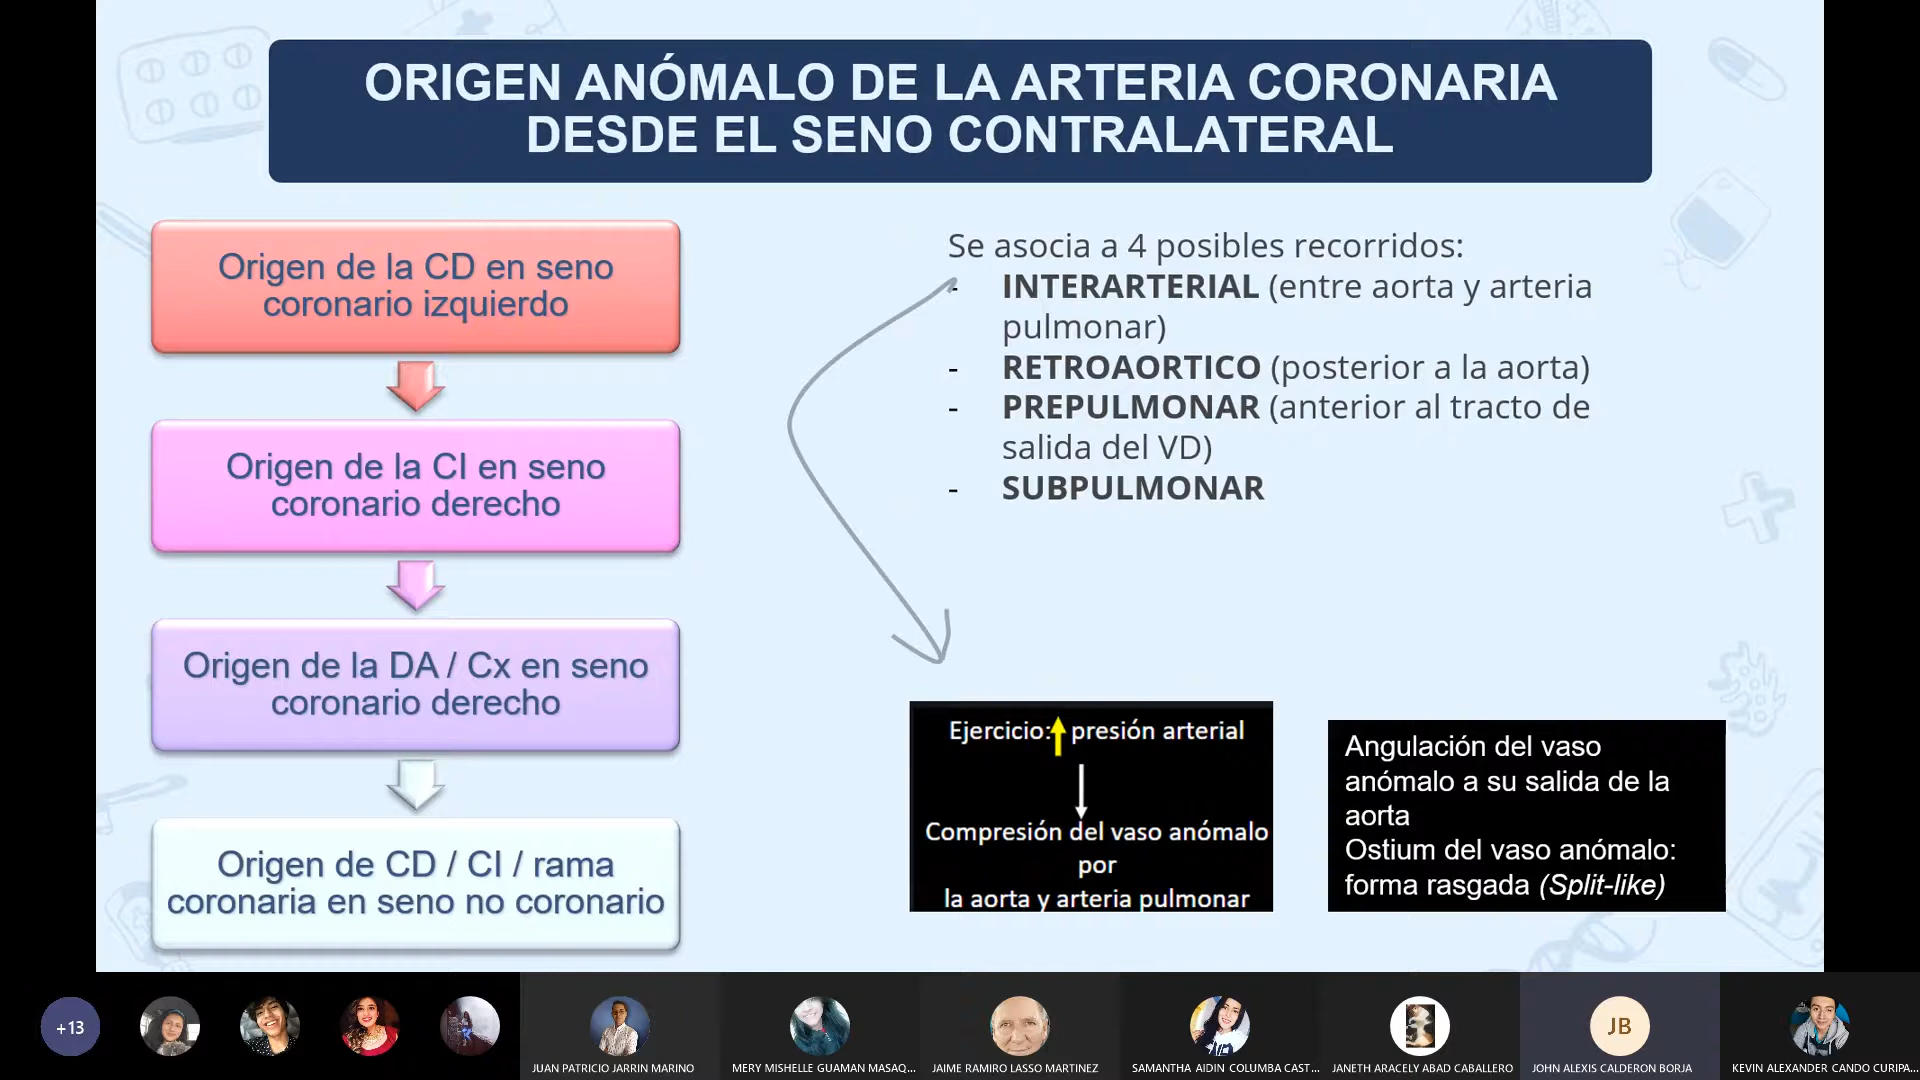 ORIGEN ANÓMALO DE LA ARTERIA CORONARIA
DESDE EL SENO CONTRALATERAL
Origen de la CD en seno
coronario izquierdo
Origen de la CI en seno
coronario derecho
Origen de la DA / Cx en seno
coronario derecho
Origen de CD / CI / rama
coronaria en seno no coronario
Se asocia a 4 posibles recorridos:
- INTERARTERIAL (entre aorta y arteria
pulmonar)
- RETROAORTICO (posterior a la aorta)
- PREPULMONAR (anterior al tracto de
salida del VD)
- SUBPULMONAR
Ejercicio: presión arterial
Compresión del vaso anómalo
por
la aorta y arteria pulmonar
Angulación del vaso
anómalo a su salida de la
aorta
Ostium del vaso anómalo:
forma rasgada (Split-like)
+13
JUAN PATRICIO JARRIN MARINO
MERY MISHELLE GUAMAN MASAQ...
JAIME RAMIRO LASSO MARTINEZ
SAMANTHA AIDIN COLUMBA CAST...
JANETH ARACELY ABAD CABALLERO
JB
JOHN ALEXIS CALDERON BORJA
KEVIN ALEXANDER CANDO CURIPA...